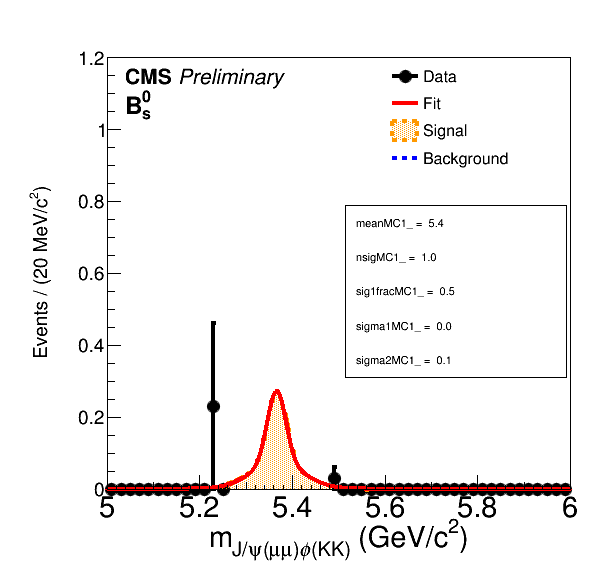 CMS Preliminary
B⁰ₛ
Data
Fit
Signal
Background
meanMC1_ = 5.4
nsigMC1_ = 1.0
sig1fracMC1_ = 0.5
sigma1MC1_ = 0.0
sigma2MC1_ = 0.1
Events / (20 MeV/c²)
1.2
1
0.8
0.6
0.4
0.2
0
5 5.2 5.4 5.6 5.8 6
m J/ψ(μμ)ϕ(KK) (GeV/c²)